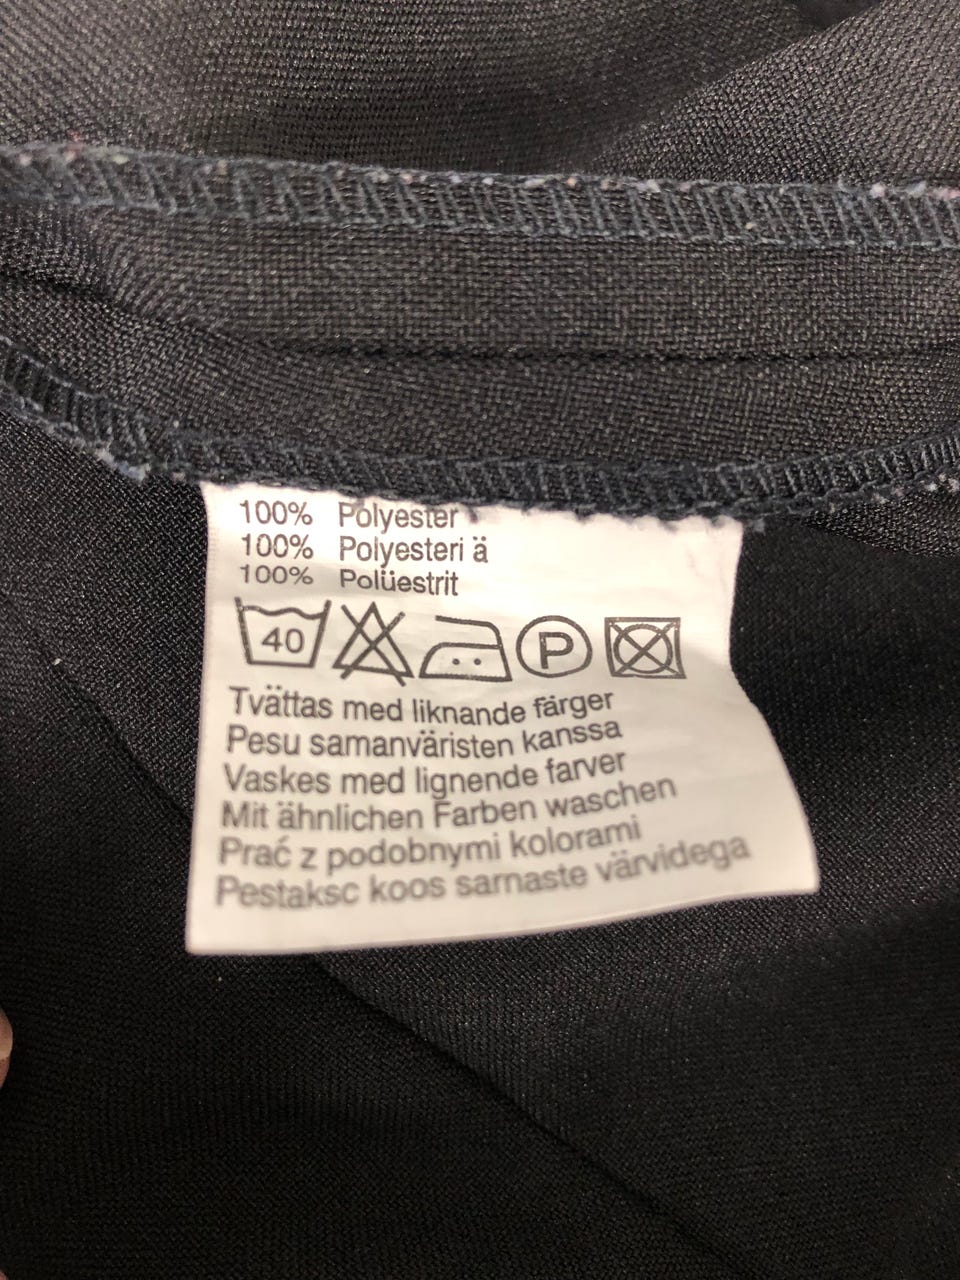 100% Polyester
100% Polyesteri ä
100% Polüestrit
40 P
Tvättas med liknande färger
Pesu samanväristen kanssa
Vaskes med lignende farver
Mit ähnlichen Farben waschen
Prać z podobnymi kolorami
Pestaksc koos sarnaste värvidega